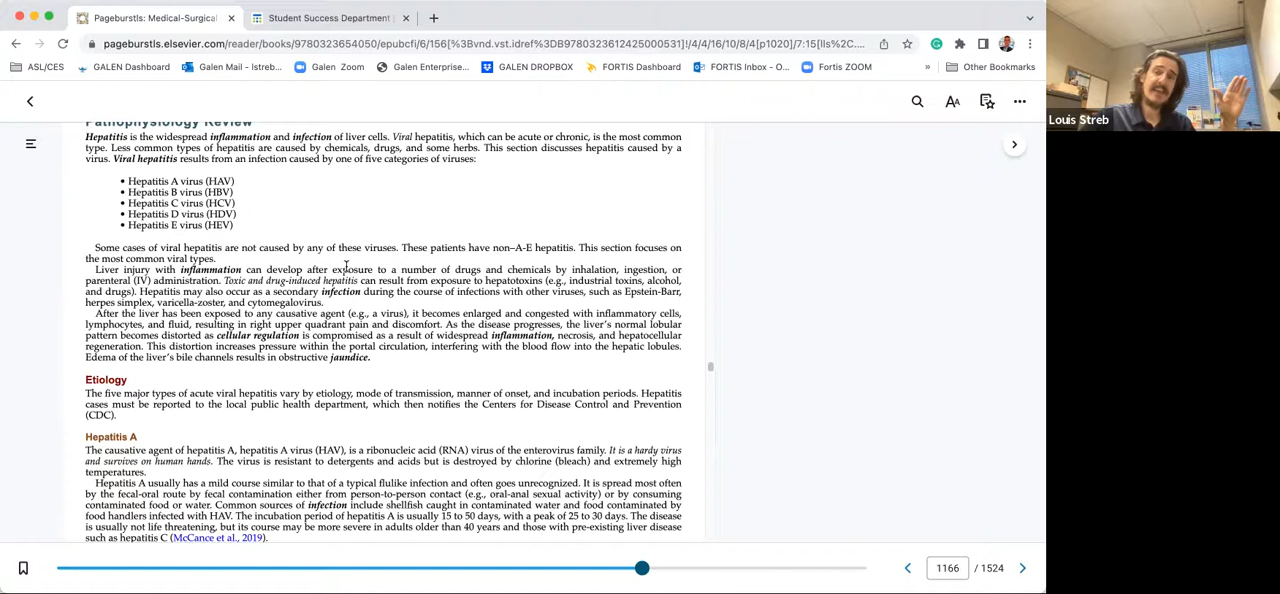 Pageburstls: Medical-Surgical
Student Success Department |
pageburstls.elsevier.com/reader/books/9780323654050/epubcfi/6/156[%3Bvnd.vst.idref%3DB9780323612425000531]!/4/4/16/10/8/4[p1020]/7:15[lls%2C...
ASL/CES
GALEN Dashboard
Galen Mail - lstreb...
Galen Zoom
Galen Enterprise...
GALEN DROPBOX
FORTIS Dashboard
FORTIS Inbox - O...
Fortis ZOOM
»
Other Bookmarks
AA
Louis Streb
Pathophysiology Review
Hepatitis is the widespread inflammation and infection of liver cells. Viral hepatitis, which can be acute or chronic, is the most common
type. Less common types of hepatitis are caused by chemicals, drugs, and some herbs. This section discusses hepatitis caused by a
virus. Viral hepatitis results from an infection caused by one of five categories of viruses:
• Hepatitis A virus (HAV)
• Hepatitis B virus (HBV)
• Hepatitis C virus (HCV)
• Hepatitis D virus (HDV)
• Hepatitis E virus (HEV)
Some cases of viral hepatitis are not caused by any of these viruses. These patients have non–A-E hepatitis. This section focuses on
the most common viral types.
Liver injury with inflammation can develop after exposure to a number of drugs and chemicals by inhalation, ingestion, or
parenteral (IV) administration. Toxic and drug-induced hepatitis can result from exposure to hepatotoxins (e.g., industrial toxins, alcohol,
and drugs). Hepatitis may also occur as a secondary infection during the course of infections with other viruses, such as Epstein-Barr,
herpes simplex, varicella-zoster, and cytomegalovirus.
After the liver has been exposed to any causative agent (e.g., a virus), it becomes enlarged and congested with inflammatory cells,
lymphocytes, and fluid, resulting in right upper quadrant pain and discomfort. As the disease progresses, the liver's normal lobular
pattern becomes distorted as cellular regulation is compromised as a result of widespread inflammation, necrosis, and hepatocellular
regeneration. This distortion increases pressure within the portal circulation, interfering with the blood flow into the hepatic lobules.
Edema of the liver's bile channels results in obstructive jaundice.
Etiology
The five major types of acute viral hepatitis vary by etiology, mode of transmission, manner of onset, and incubation periods. Hepatitis
cases must be reported to the local public health department, which then notifies the Centers for Disease Control and Prevention
(CDC).
Hepatitis A
The causative agent of hepatitis A, hepatitis A virus (HAV), is a ribonucleic acid (RNA) virus of the enterovirus family. It is a hardy virus
and survives on human hands. The virus is resistant to detergents and acids but is destroyed by chlorine (bleach) and extremely high
temperatures.
Hepatitis A usually has a mild course similar to that of a typical flulike infection and often goes unrecognized. It is spread most often
by the fecal-oral route by fecal contamination either from person-to-person contact (e.g., oral-anal sexual activity) or by consuming
contaminated food or water. Common sources of infection include shellfish caught in contaminated water and food contaminated by
food handlers infected with HAV. The incubation period of hepatitis A is usually 15 to 50 days, with a peak of 25 to 30 days. The disease
is usually not life threatening, but its course may be more severe in adults older than 40 years and those with pre-existing liver disease
such as hepatitis C (McCance et al., 2019).
1166 / 1524